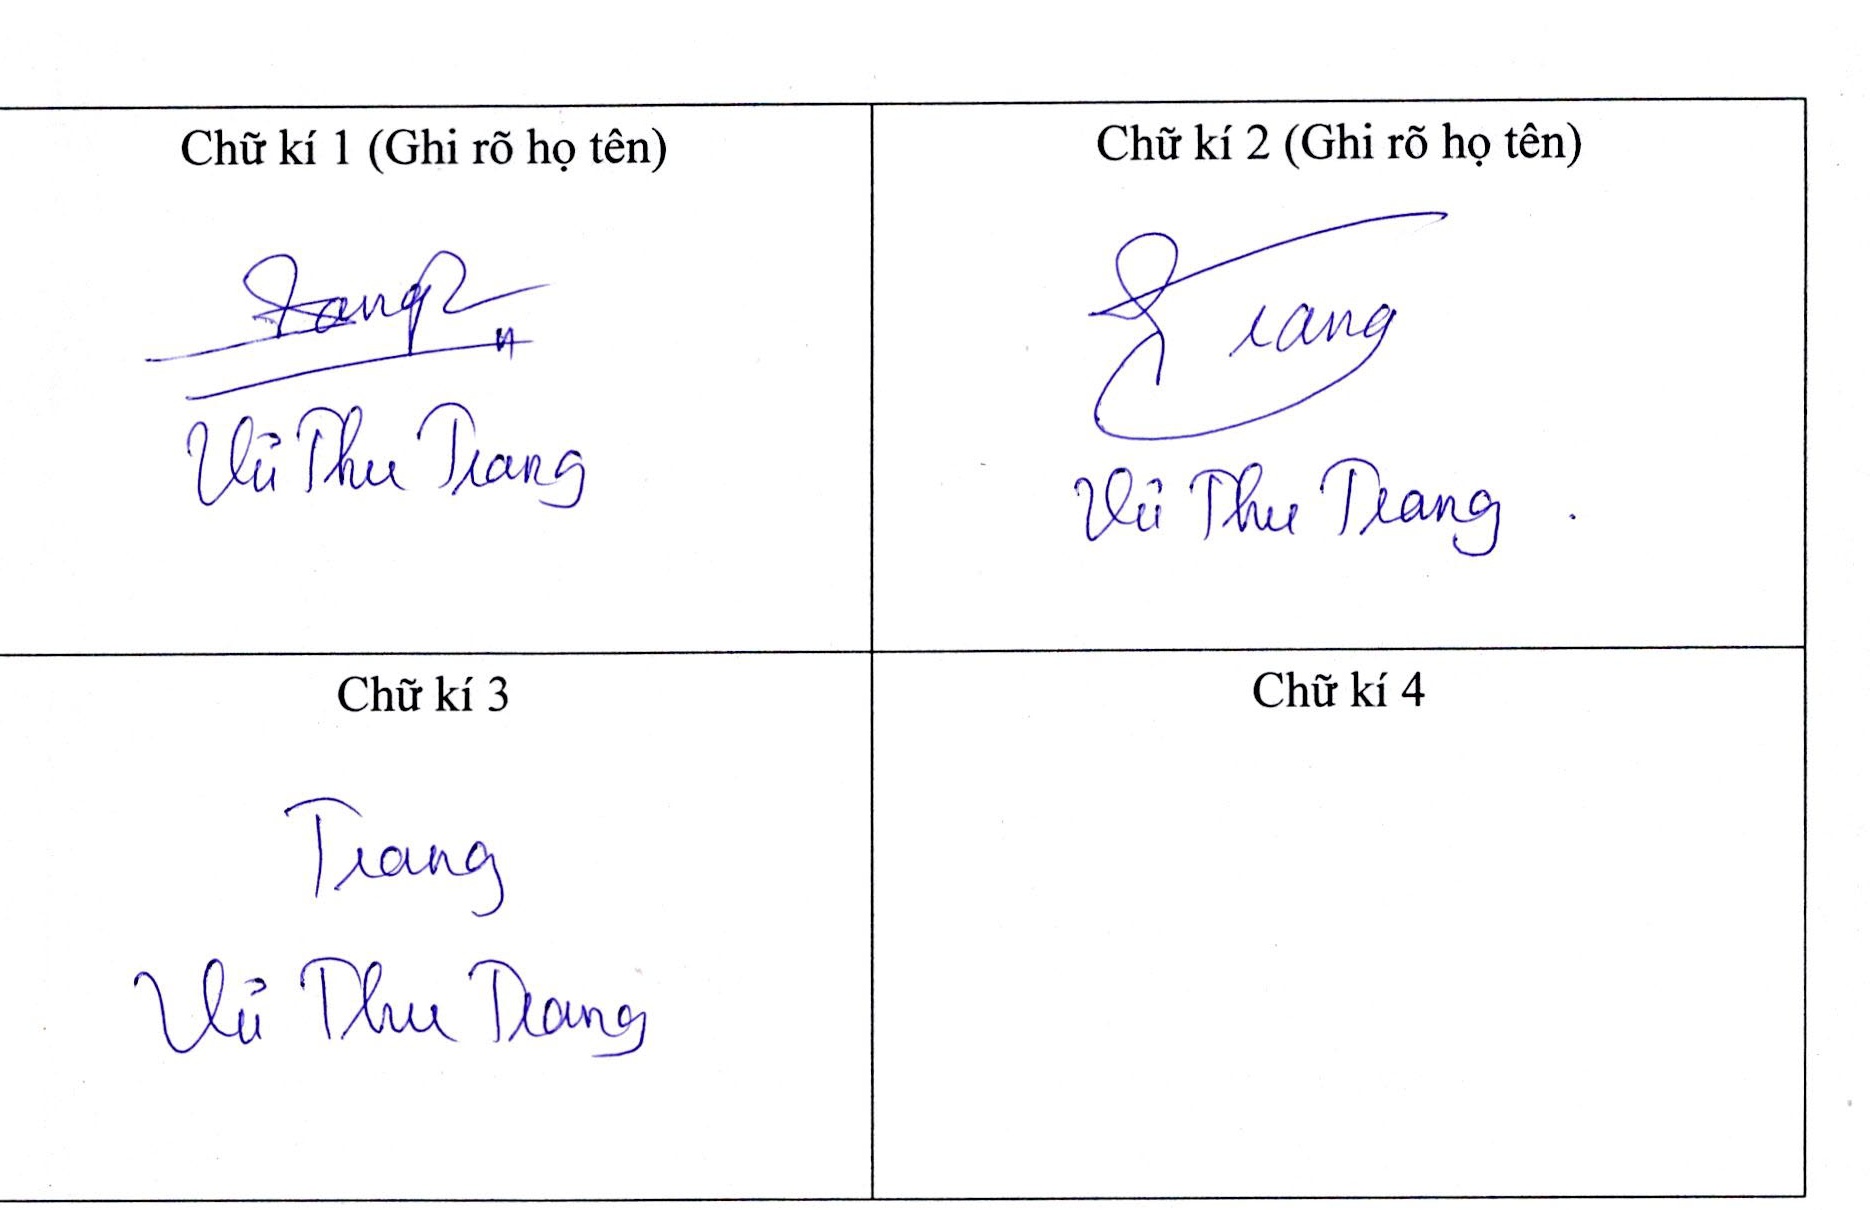 Chữ kí 1 (Ghi rõ họ tên)
Trang
Vũ Thu Trang
Chữ kí 2 (Ghi rõ họ tên)
Trang
Vũ Thu Trang
Chữ kí 3
Trang
Vũ Thu Trang
Chữ kí 4